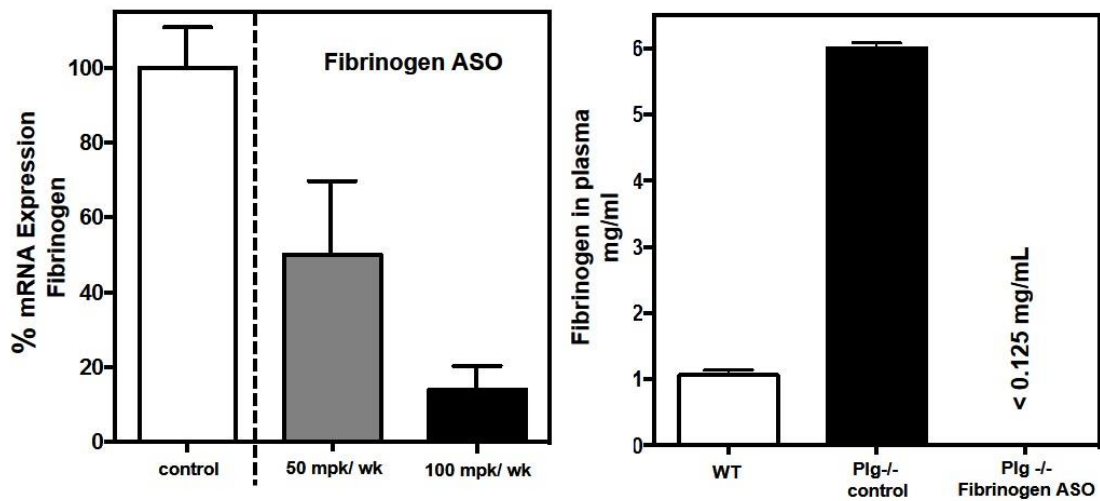 Fibrinogen ASO
% mRNA Expression
Fibrinogen
100
80
60
40
20
0
control
50 mpk/ wk
100 mpk/ wk
Fibrinogen in plasma
mg/ml
6
5
4
3
2
1
0
< 0.125 mg/mL
WT
Plg-/-
control
Plg -/-
Fibrinogen ASO